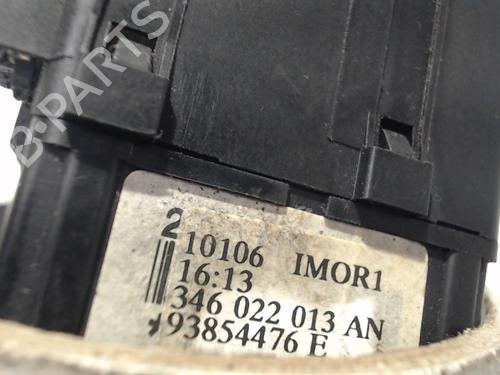 B-PARTS
2
10106 IMOR1
16:13
346 022 013 AN
*93854476 E